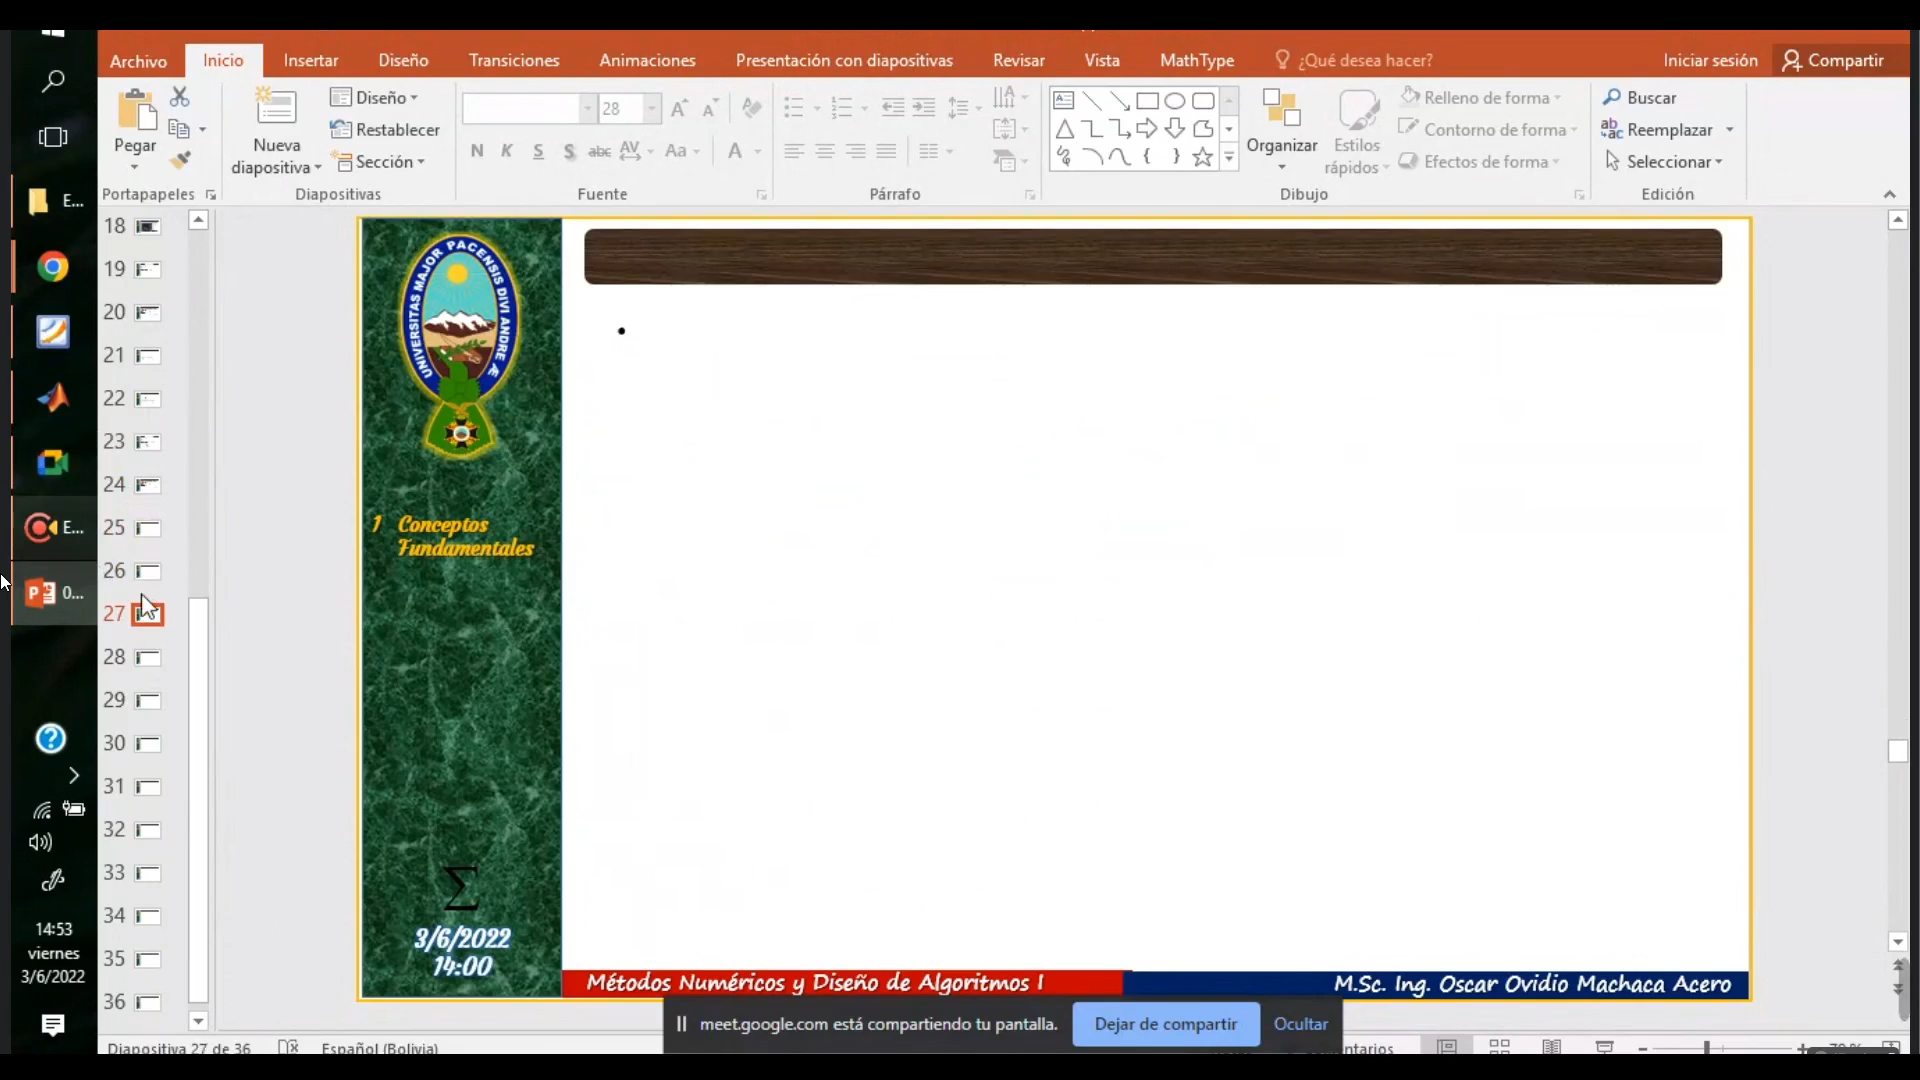 Archivo
Inicio
Insertar
Diseño
Transiciones
Animaciones
Presentación con diapositivas
Revisar
Vista
MathType
¿Qué desea hacer?
Iniciar sesión
Compartir
Pegar
Nueva
diapositiva
Diseño
Restablecer
Sección
28
N K S S abc AV Aa A
Organizar
Estilos
rápidos
Relleno de forma
Contorno de forma
Efectos de forma
Buscar
Reemplazar
Seleccionar
Portapapeles
Diapositivas
Fuente
Párrafo
Dibujo
Edición
E...
E...
0...
14:53
viernes
3/6/2022
18
19
20
21
22
23
24
25
26
27
28
29
30
31
32
33
34
35
36
UNIVERSITAS MAJOR PACENSIS DIVI ANDRE Æ
•
1 Conceptos
Fundamentales
Σ
3/6/2022
14:00
Métodos Numéricos y Diseño de Algoritmos I
M.Sc. Ing. Oscar Ovidio Machaca Acero
meet.google.com está compartiendo tu pantalla.
Dejar de compartir
Ocultar
Diapositiva 27 de 36
Español (Bolivia)